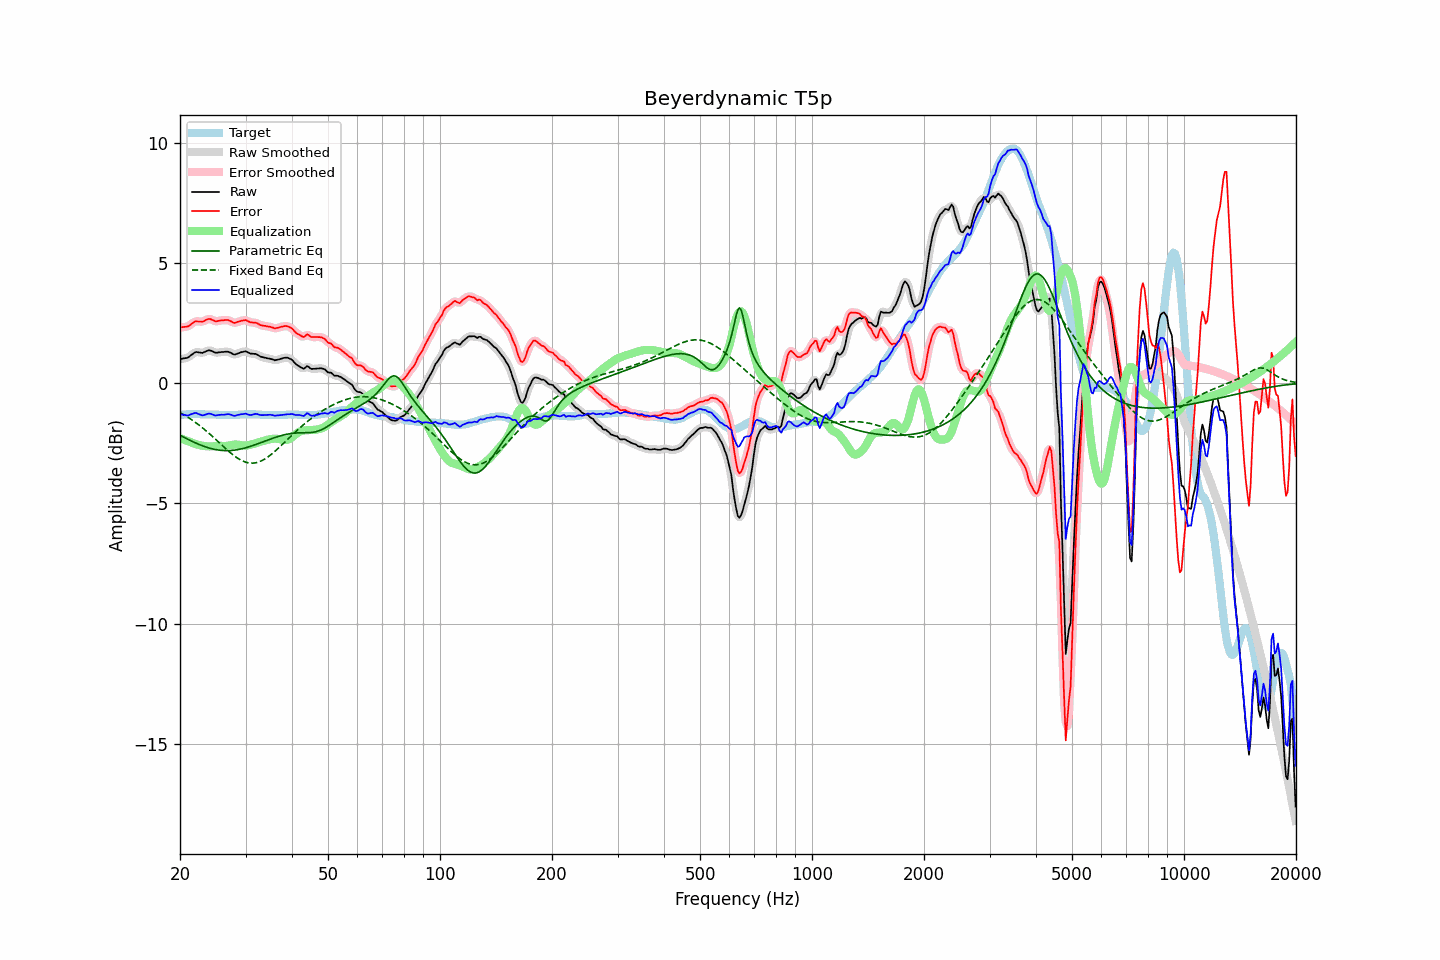 Beyerdynamic T5p
Target
Raw Smoothed
Error Smoothed
Raw
Error
Equalization
Parametric Eq
Fixed Band Eq
Equalized
10
5
0
−5
−10
−15
Amplitude (dBr)
20 50 100 200 500 1000 2000 5000 10000 20000
Frequency (Hz)